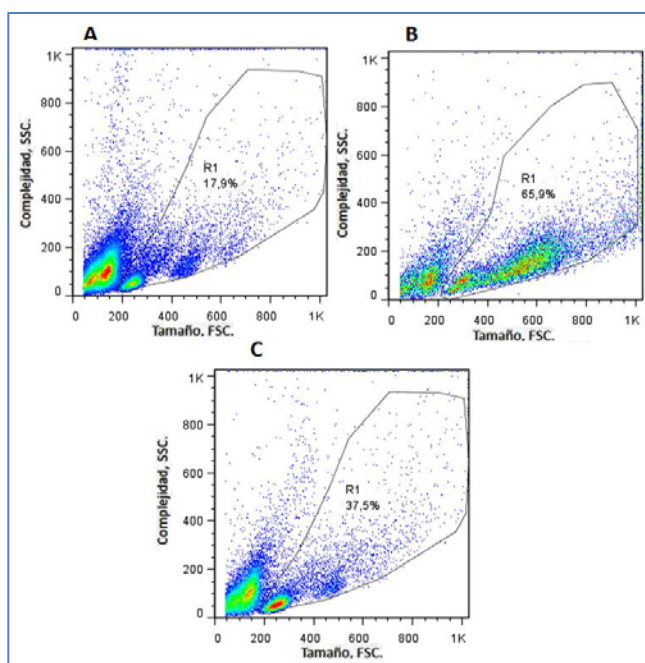 A
1K
800
600
400
200
0
R1
17,9%
0 200 400 600 800 1K
Complejidad, SSC.
Tamaño, FSC.
B
1K
800
600
400
200
0
R1
65,9%
0 200 400 600 800 1K
Complejidad, SSC.
Tamaño, FSC.
C
1K
800
600
400
200
0
R1
37,5%
0 200 400 600 800 1K
Complejidad, SSC.
Tamaño, FSC.